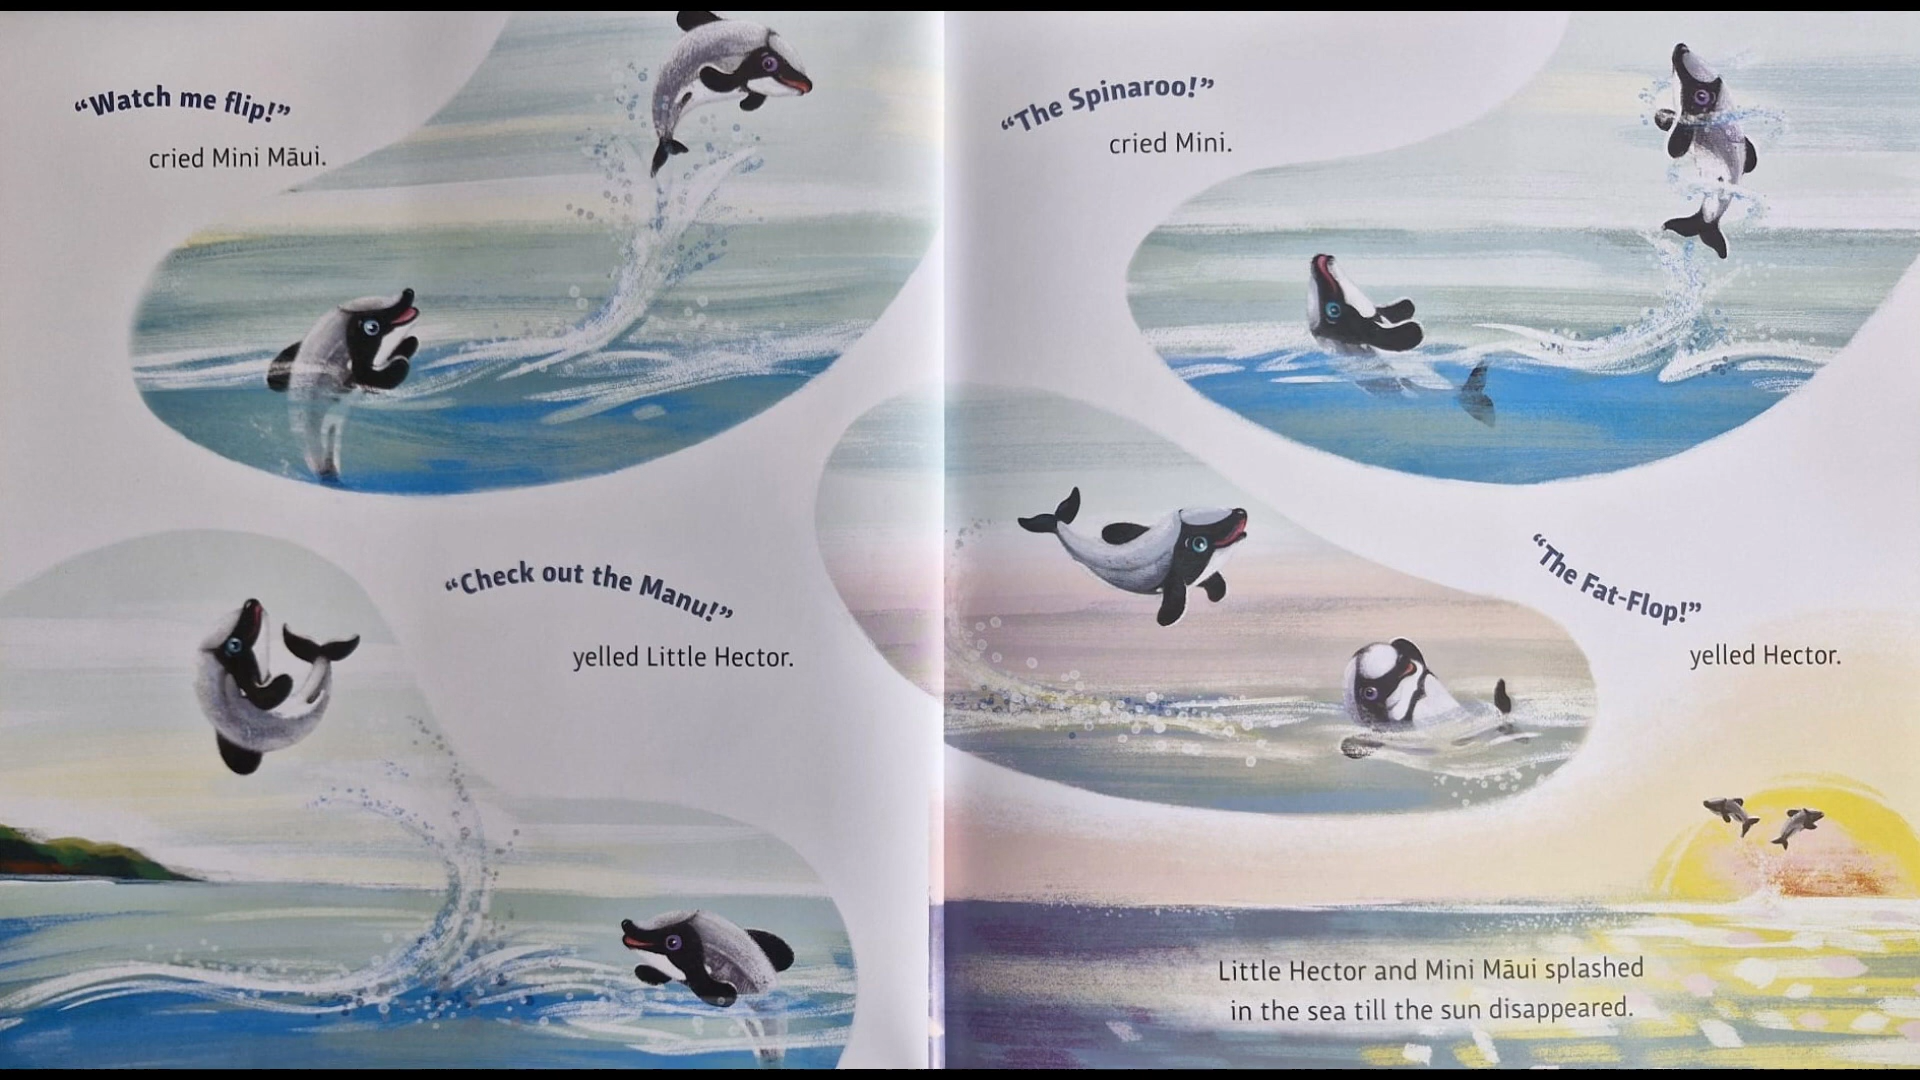 “Watch me flip!”
cried Mini Māui.
“Check out the Manu!”
yelled Little Hector.
“The Spinaroo!”
cried Mini.
“The Fat-Flop!”
yelled Hector.
Little Hector and Mini Māui splashed
in the sea till the sun disappeared.